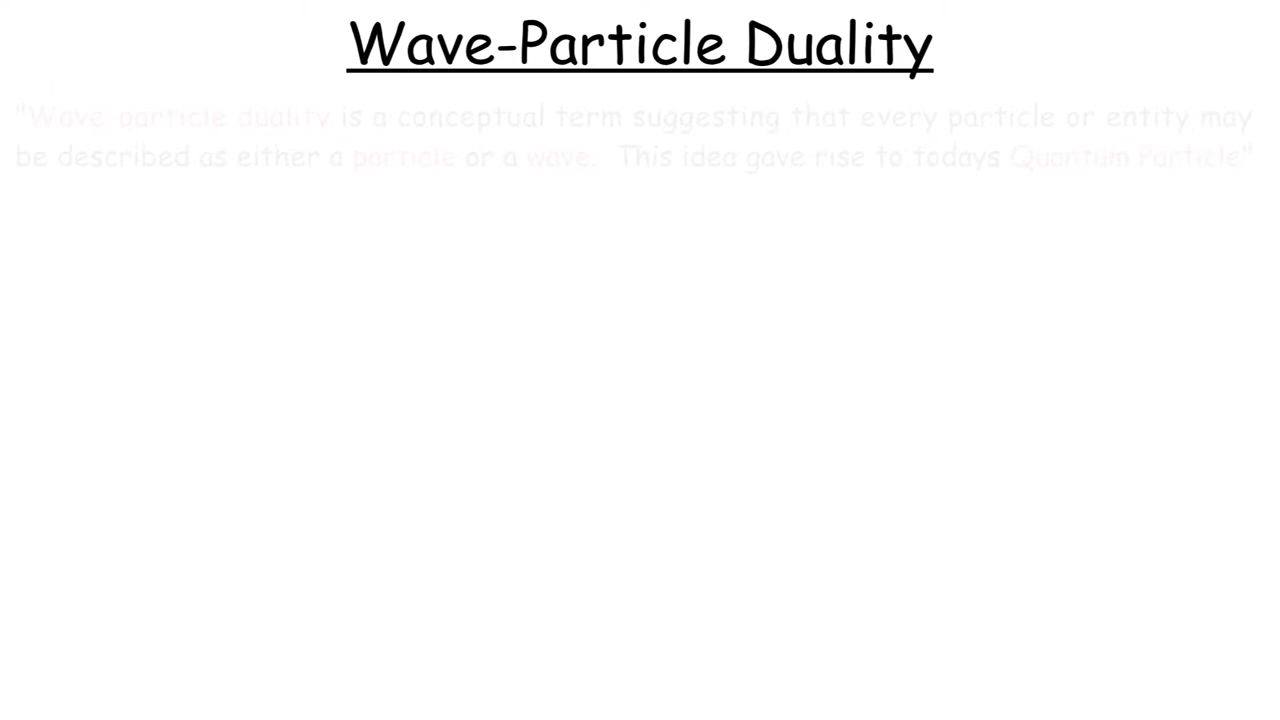 Wave-Particle Duality
"Wave-particle duality is a conceptual term suggesting that every particle or entity may
be described as either a particle or a wave. This idea gave rise to todays Quantum Particle"